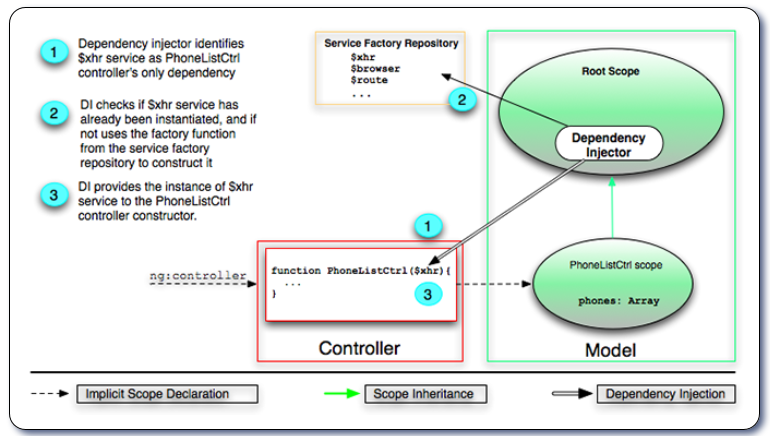 1
Dependency injector identifies
$xhr service as PhoneListCtrl
controller's only dependency
2
DI checks if $xhr service has
already been instantiated, and if
not uses the factory function
from the service factory
repository to construct it
3
DI provides the instance of $xhr
service to the PhoneListCtrl
controller constructor.
Service Factory Repository
$xhr
$browser
$route
...
2
Root Scope
Dependency
Injector
1
ng:controller
function PhoneListCtrl($xhr){
...
}
3
Controller
PhoneListCtrl scope
phones: Array
Model
Implicit Scope Declaration
Scope Inheritance
Dependency Injection